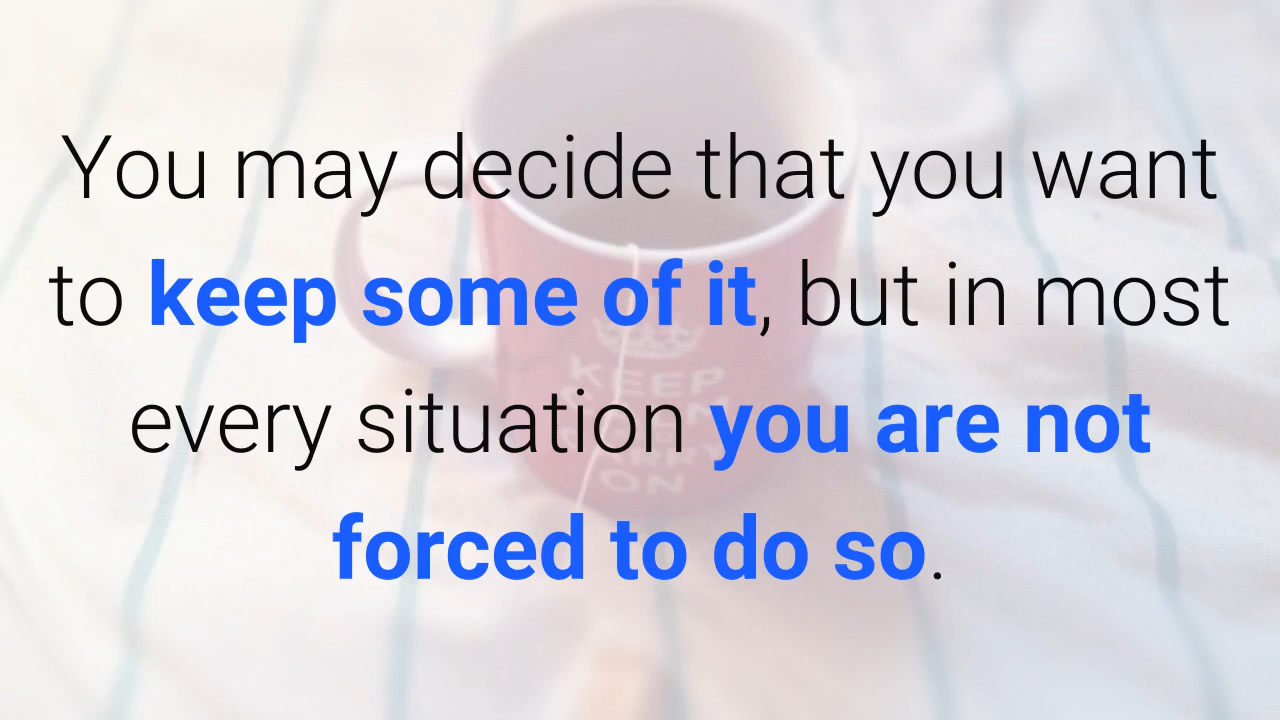 You may decide that you want
to keep some of it, but in most
every situation you are not
forced to do so.
KEEP
ON